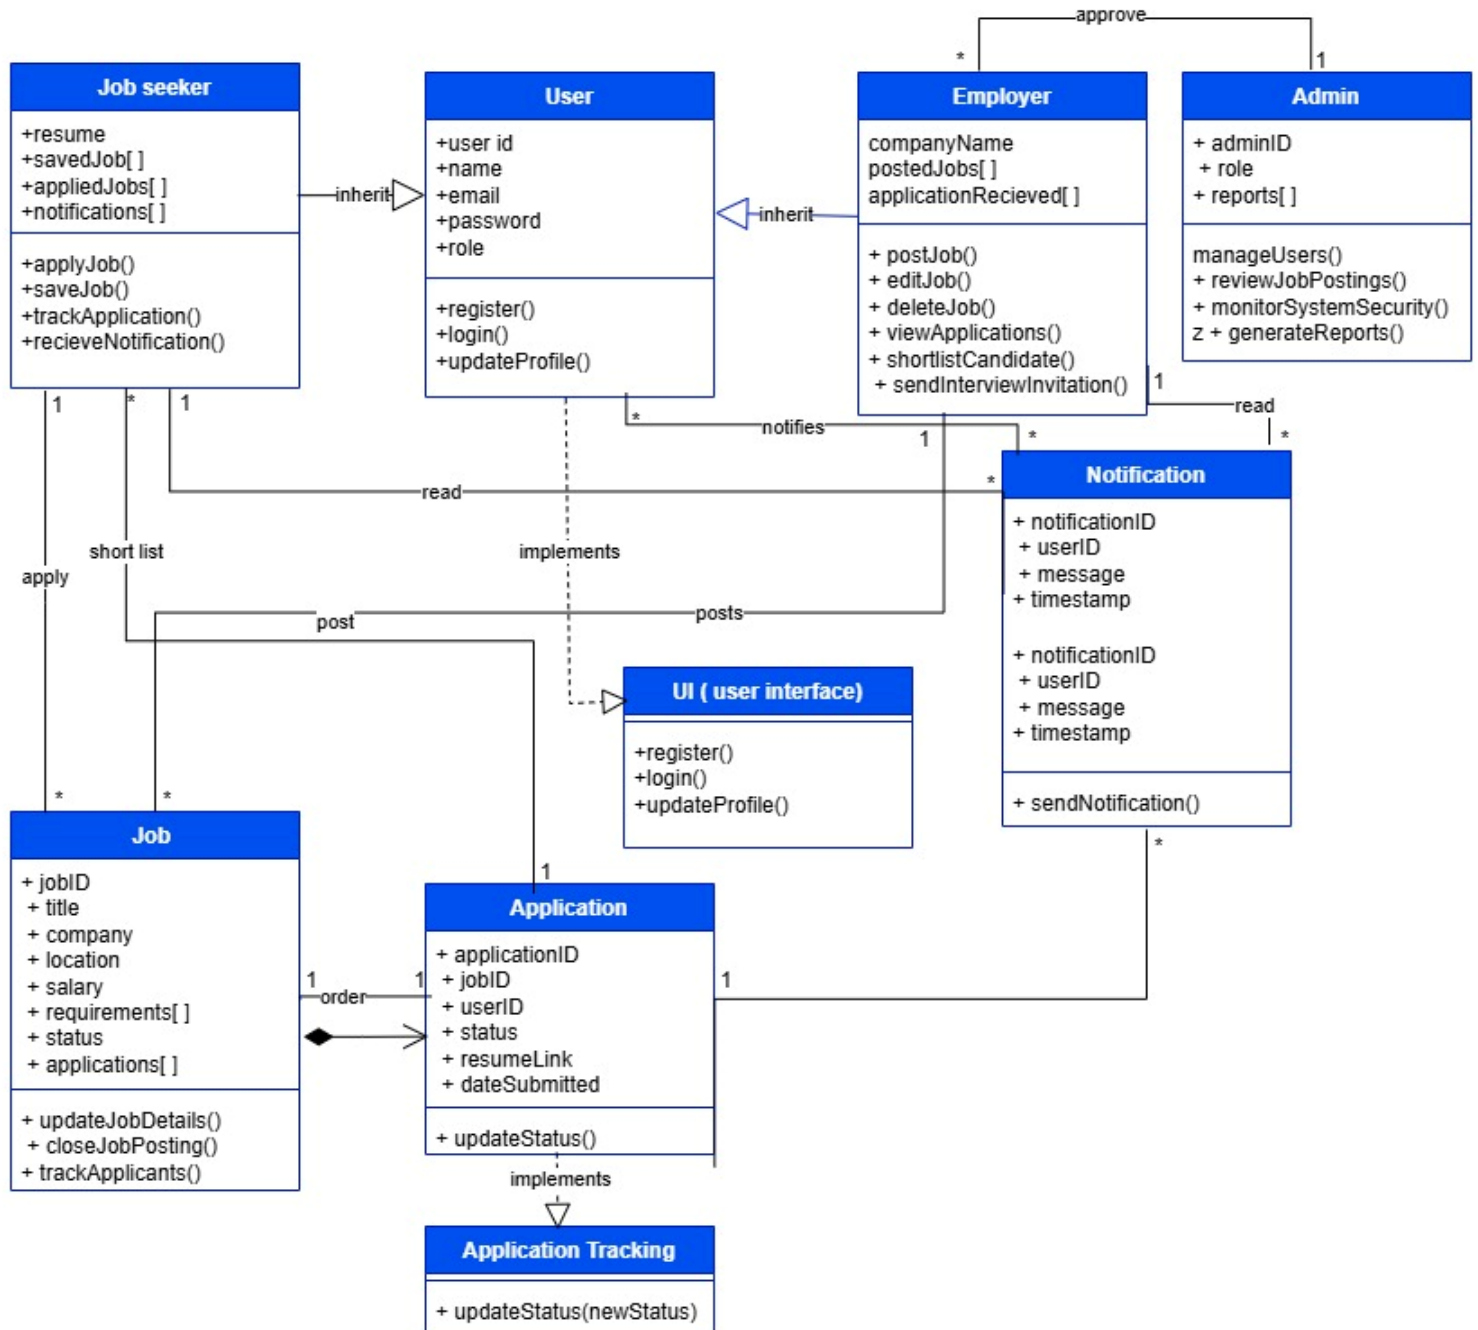 approve
*
1
Job seeker
+resume
+savedJob[ ]
+appliedJobs[ ]
+notifications[ ]
+applyJob()
+saveJob()
+trackApplication()
+recieveNotification()
inherit
User
+user id
+name
+email
+password
+role
+register()
+login()
+updateProfile()
inherit
Employer
companyName
postedJobs[ ]
applicationRecieved[ ]
+ postJob()
+ editJob()
+ deleteJob()
+ viewApplications()
+ shortlistCandidate()
+ sendInterviewInvitation()
Admin
+ adminID
+ role
+ reports[ ]
manageUsers()
+ reviewJobPostings()
+ monitorSystemSecurity()
z + generateReports()
1
*
1
*
notifies
*
1
1
read
*
read
*
short list
apply
implements
post
posts
Notification
+ notificationID
+ userID
+ message
+ timestamp
+ notificationID
+ userID
+ message
+ timestamp
+ sendNotification()
UI ( user interface)
+register()
+login()
+updateProfile()
*
*
*
1
Job
+ jobID
+ title
+ company
+ location
+ salary
+ requirements[ ]
+ status
+ applications[ ]
+ updateJobDetails()
+ closeJobPosting()
+ trackApplicants()
1
order
1
Application
+ applicationID
+ jobID
+ userID
+ status
+ resumeLink
+ dateSubmitted
+ updateStatus()
1
implements
Application Tracking
+ updateStatus(newStatus)